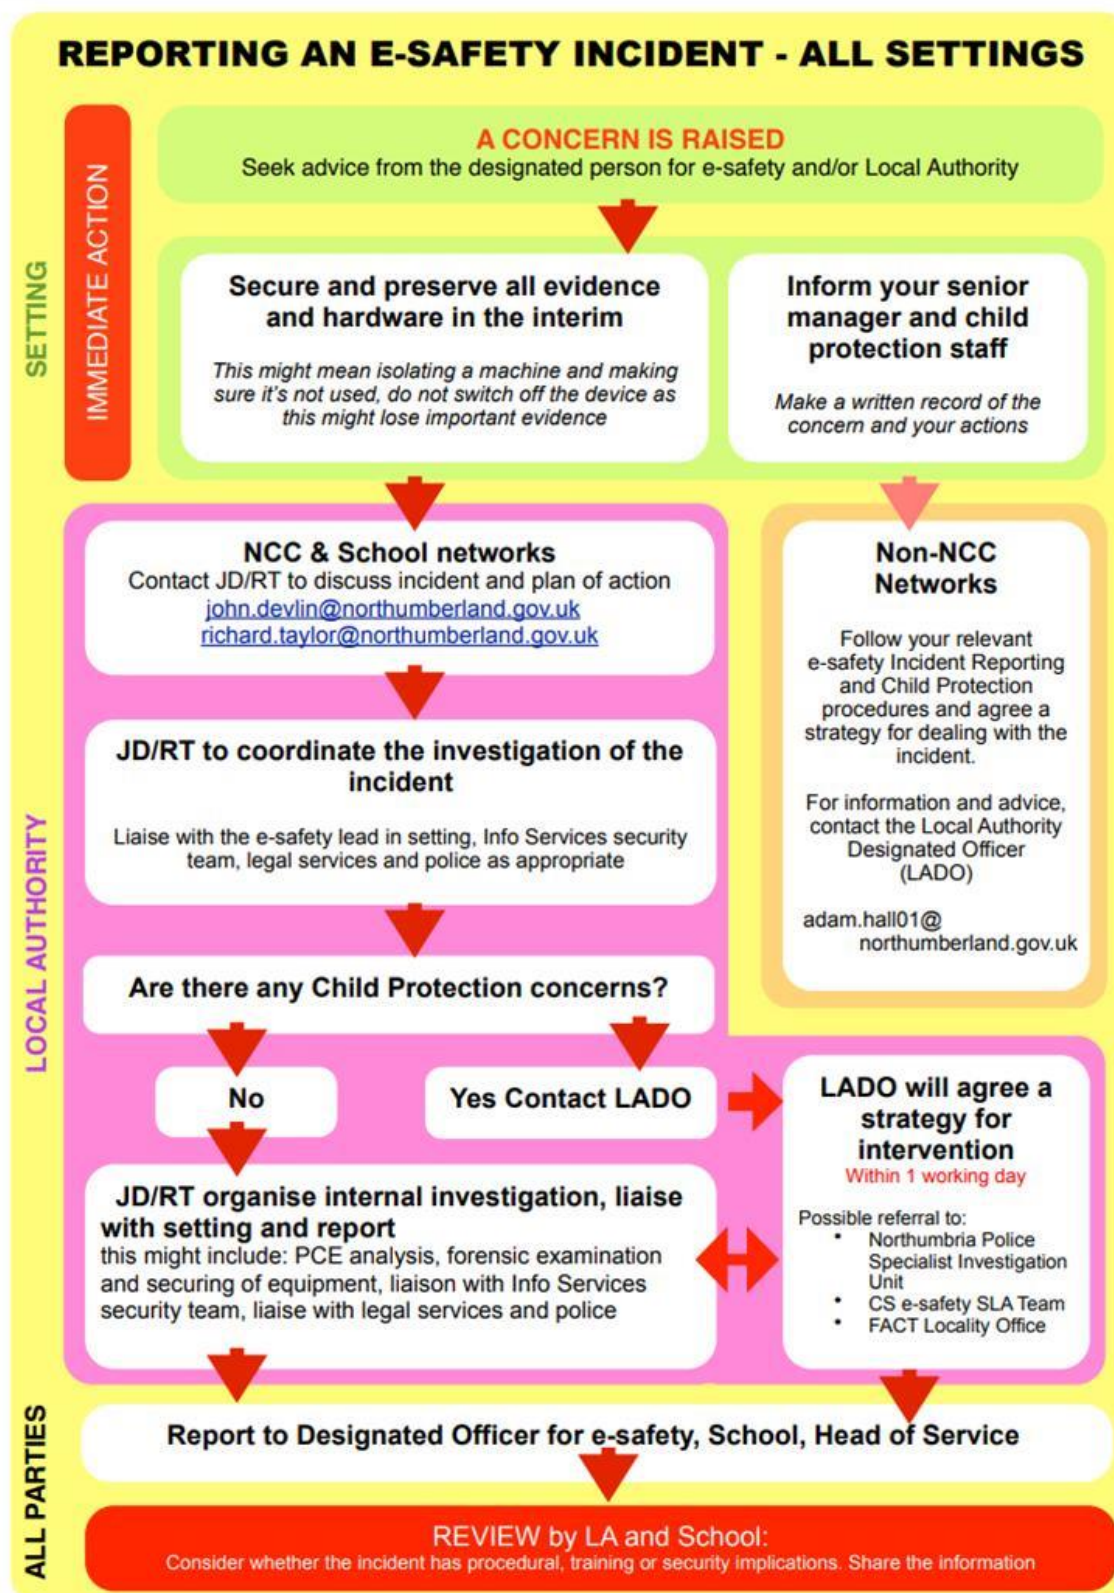 REPORTING AN E-SAFETY INCIDENT - ALL SETTINGS
SETTING
IMMEDIATE ACTION
A CONCERN IS RAISED
Seek advice from the designated person for e-safety and/or Local Authority
Secure and preserve all evidence
and hardware in the interim
This might mean isolating a machine and making
sure it's not used, do not switch off the device as
this might lose important evidence
Inform your senior
manager and child
protection staff
Make a written record of the
concern and your actions
LOCAL AUTHORITY
NCC & School networks
Contact JD/RT to discuss incident and plan of action
john.devlin@northumberland.gov.uk
richard.taylor@northumberland.gov.uk
Non-NCC
Networks
Follow your relevant
e-safety Incident Reporting
and Child Protection
procedures and agree a
strategy for dealing with the
incident.
For information and advice,
contact the Local Authority
Designated Officer
(LADO)
adam.hall01@
northumberland.gov.uk
JD/RT to coordinate the investigation of the
incident
Liaise with the e-safety lead in setting, Info Services security
team, legal services and police as appropriate
Are there any Child Protection concerns?
No
Yes Contact LADO
LADO will agree a
strategy for
intervention
Within 1 working day
Possible referral to:
• Northumbria Police
Specialist Investigation
Unit
• CS e-safety SLA Team
• FACT Locality Office
JD/RT organise internal investigation, liaise
with setting and report
this might include: PCE analysis, forensic examination
and securing of equipment, liaison with Info Services
security team, liaise with legal services and police
ALL PARTIES
Report to Designated Officer for e-safety, School, Head of Service
REVIEW by LA and School:
Consider whether the incident has procedural, training or security implications. Share the information